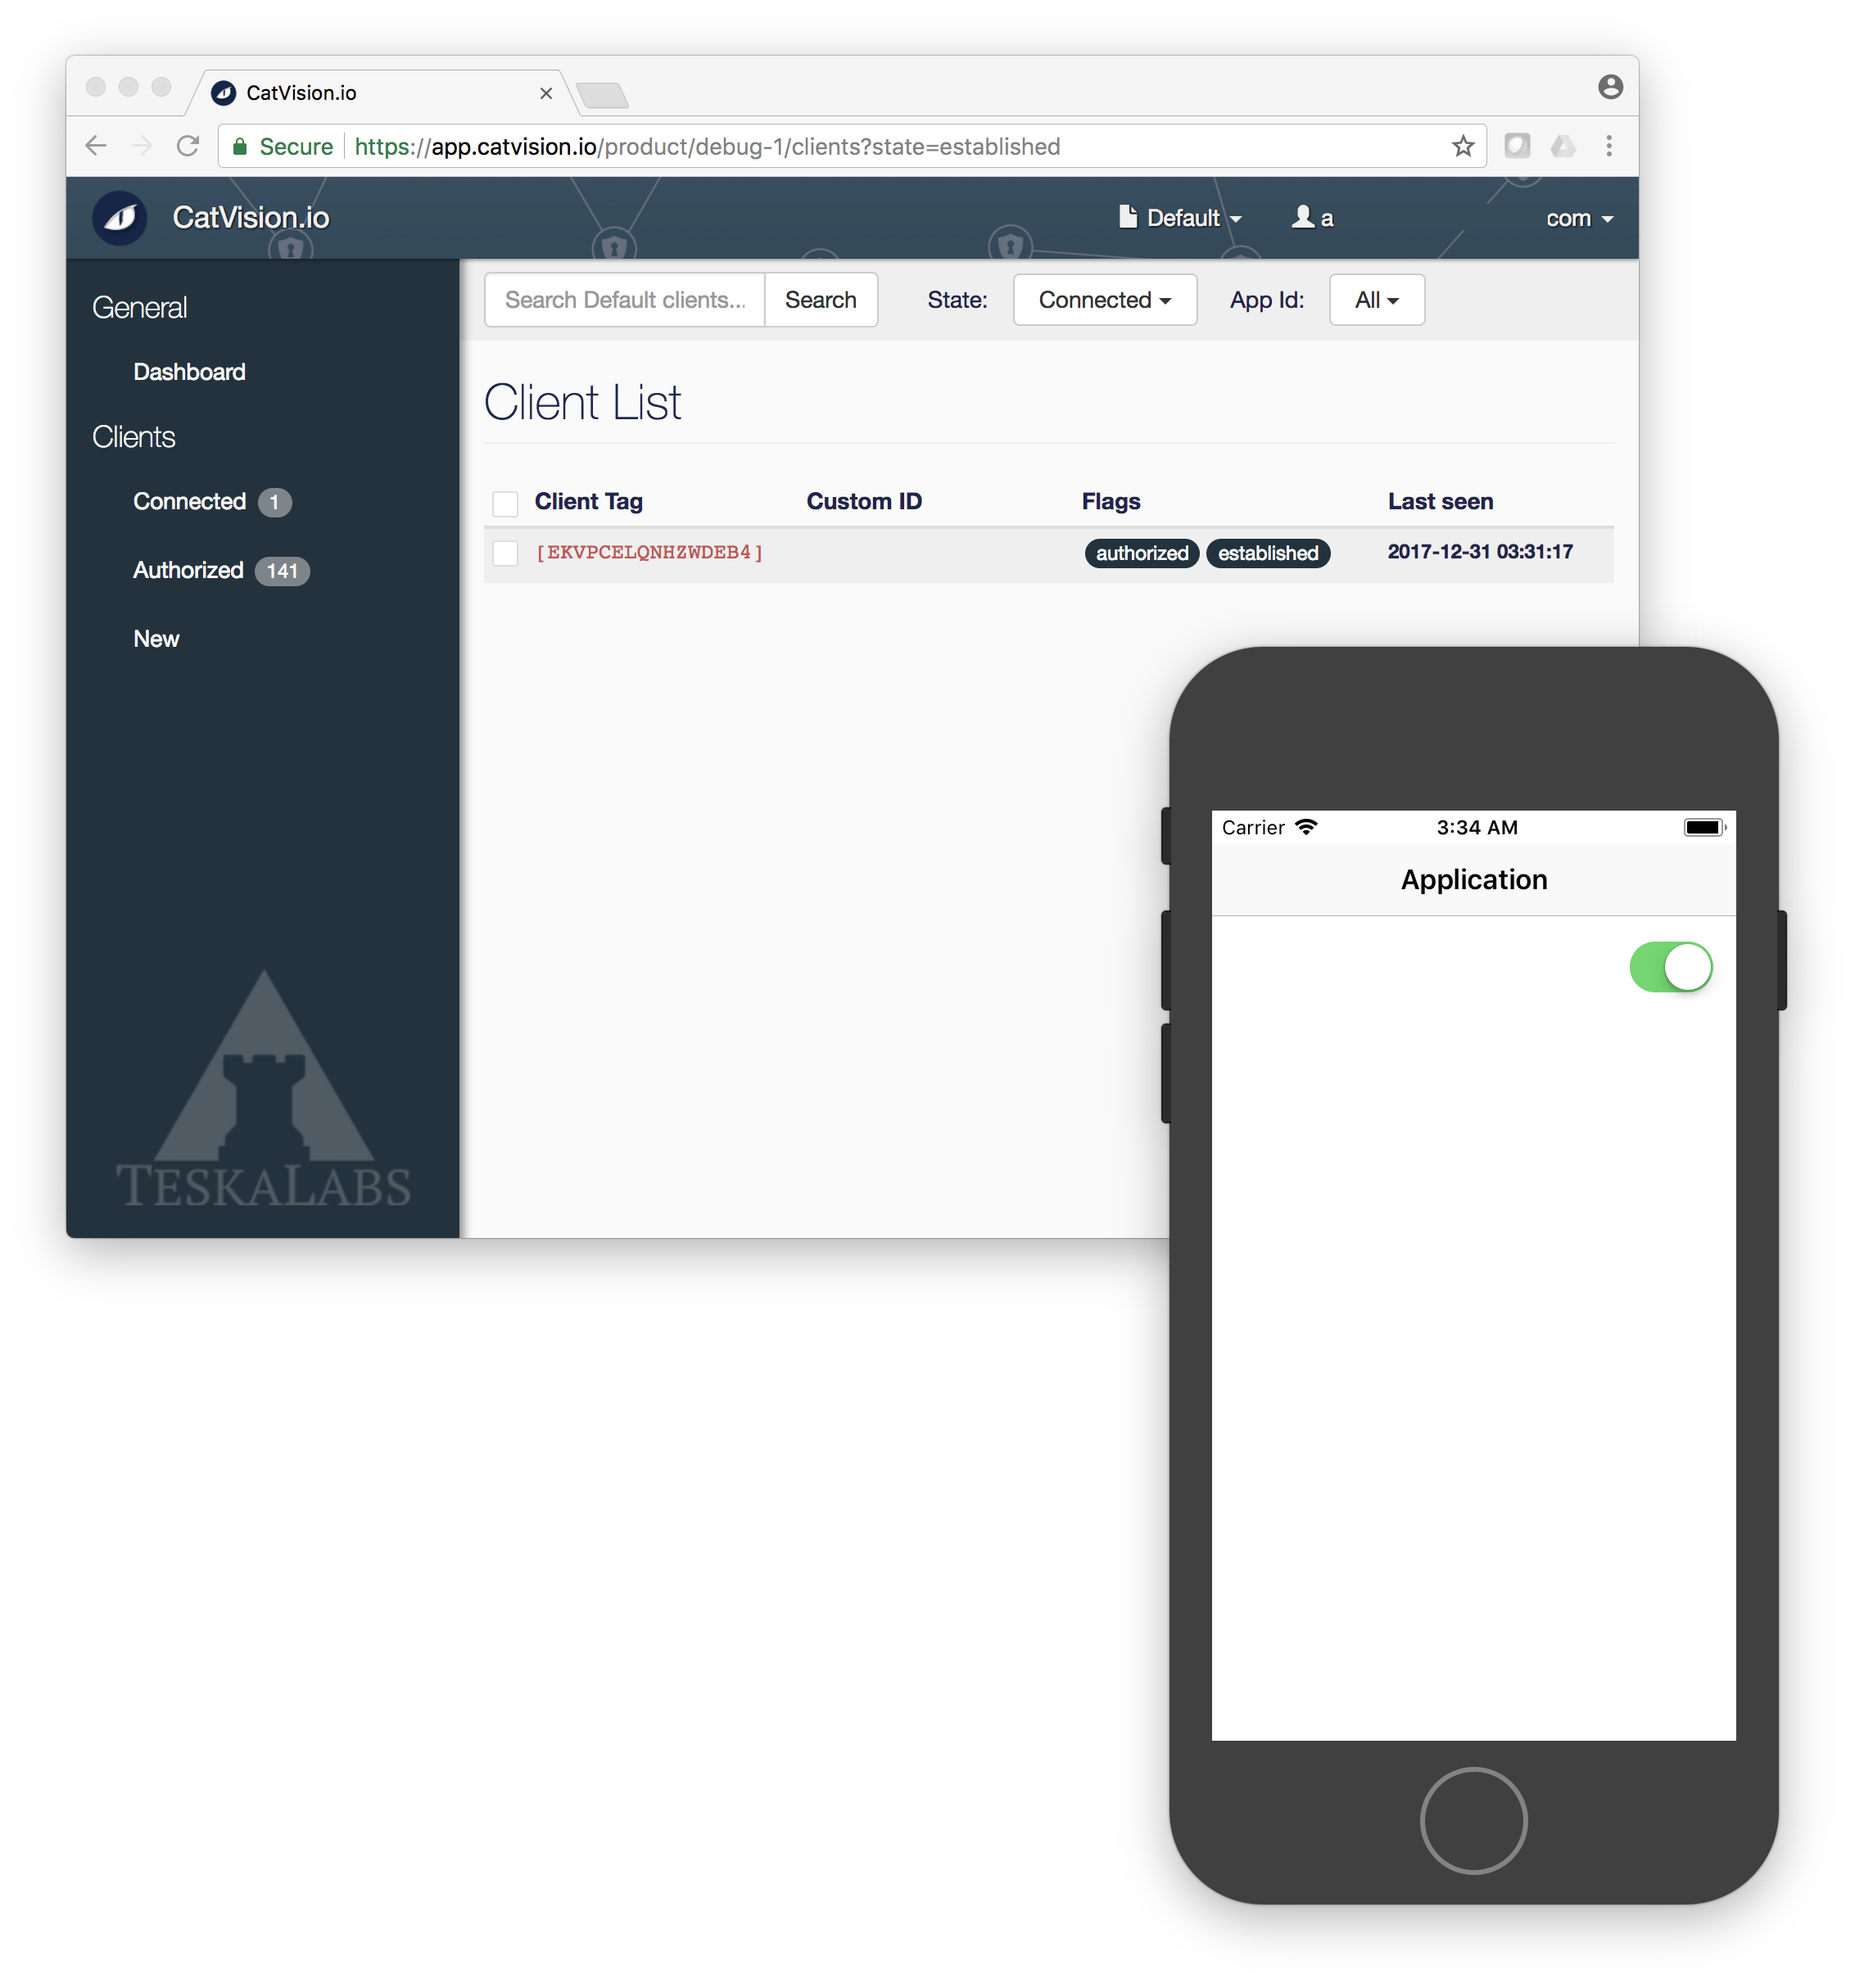 CatVision.io
Secure https://app.catvision.io/product/debug-1/clients?state=established
CatVision.io Default a com
General
Dashboard
Clients
Connected 1
Authorized 141
New
TESKALABS
Search Default clients... Search State: Connected App Id: All
Client List
Client Tag Custom ID Flags Last seen
[EKVPCELQNHZWDEB4] authorized established 2017-12-31 03:31:17
Carrier 3:34 AM
Application